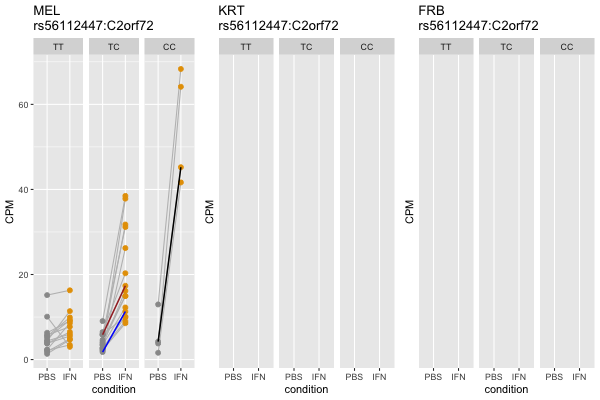 MEL
rs56112447:C2orf72
TT TC CC
CPM
60
40
20
0
PBS IFN PBS IFN PBS IFN
condition
KRT
rs56112447:C2orf72
TT TC CC
CPM
PBS IFN PBS IFN PBS IFN
condition
FRB
rs56112447:C2orf72
TT TC CC
CPM
PBS IFN PBS IFN PBS IFN
condition